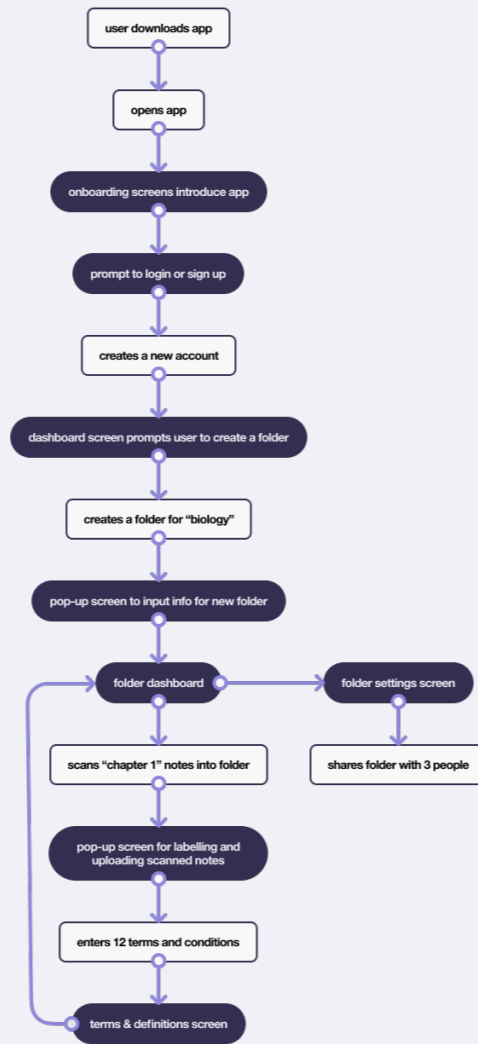 user downloads app
opens app
onboarding screens introduce app
prompt to login or sign up
creates a new account
dashboard screen prompts user to create a folder
creates a folder for “biology”
pop-up screen to input info for new folder
folder dashboard
folder settings screen
scans “chapter 1” notes into folder
shares folder with 3 people
pop-up screen for labelling and
uploading scanned notes
enters 12 terms and conditions
terms & definitions screen